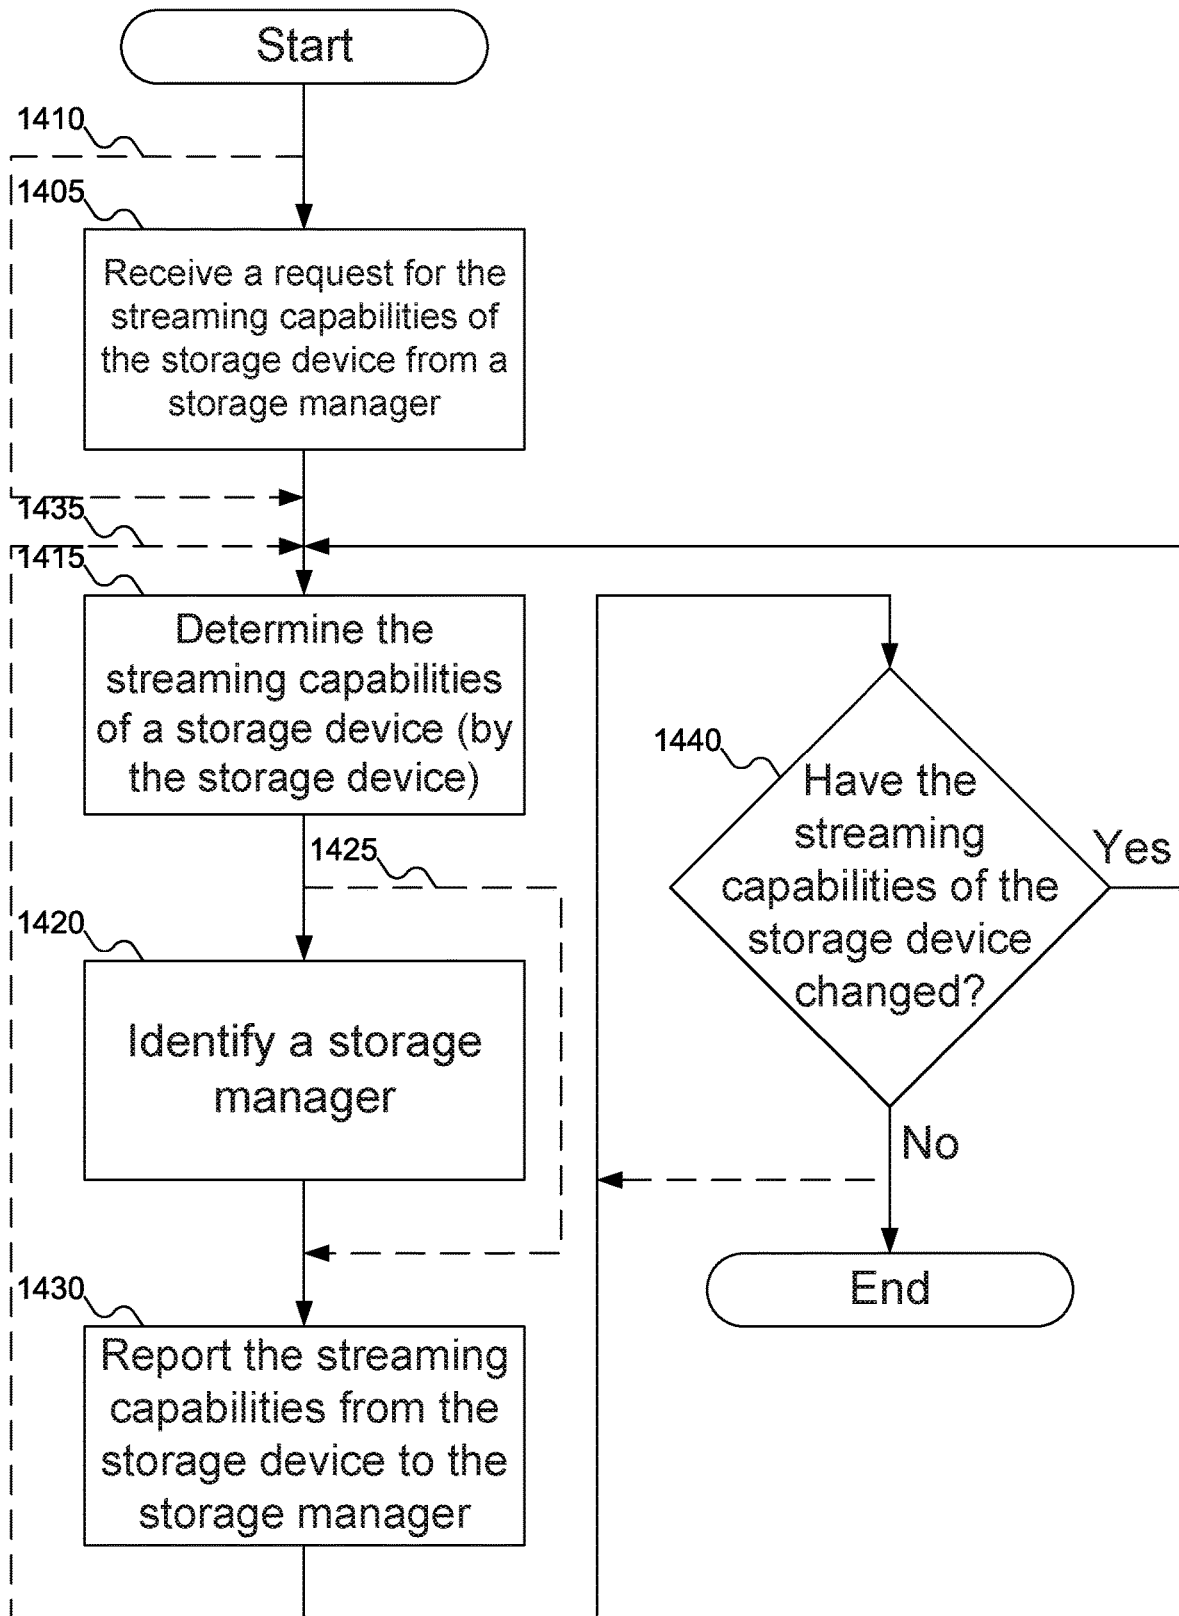 Start
1410
1405
Receive a request for the
streaming capabilities of
the storage device from a
storage manager
1435
1415
Determine the
streaming capabilities
of a storage device (by
the storage device)
1425
1420
Identify a storage
manager
1430
Report the streaming
capabilities from the
storage device to the
storage manager
1440
Have the
streaming
capabilities of the
storage device
changed?
Yes
No
End